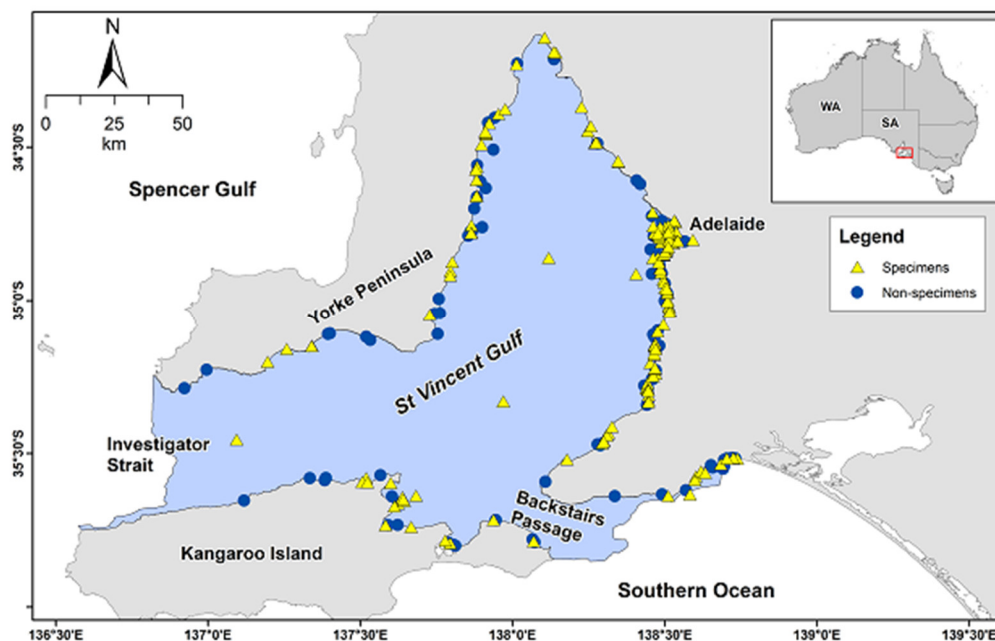 N
0
25
50
km
WA
SA
Spencer Gulf
Adelaide
Legend
Specimens
Non-specimens
Yorke Peninsula
St Vincent Gulf
Investigator
Strait
Backstairs
Passage
Kangaroo Island
Southern Ocean
34°30'S
35°0'S
35°30'S
136°30'E
137°0'E
137°30'E
138°0'E
138°30'E
139°0'E
139°30'E